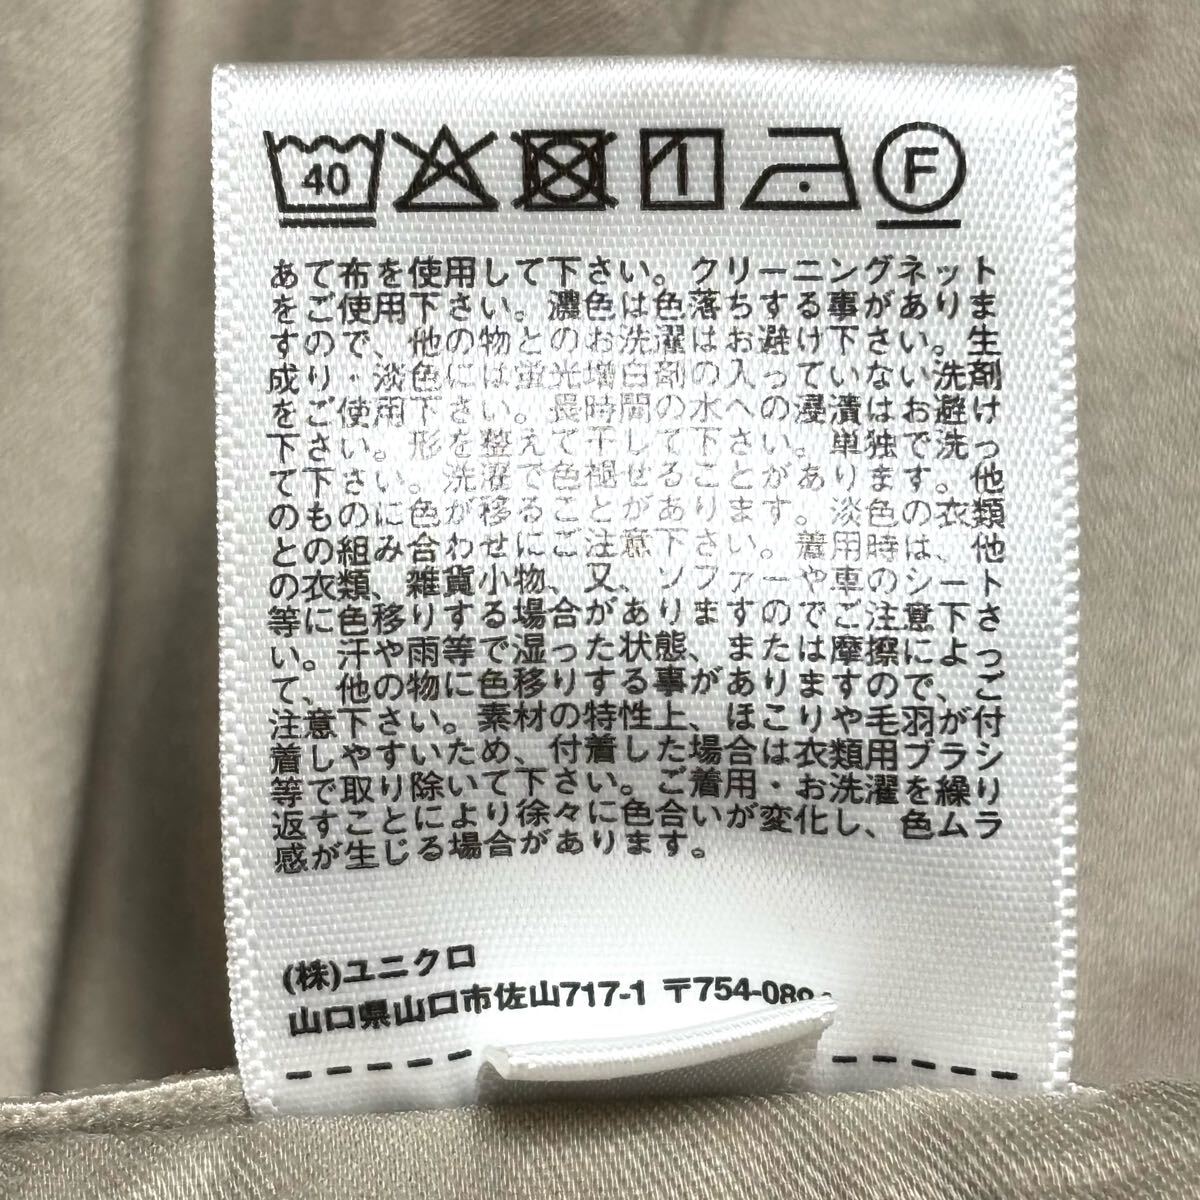 40 F
あて布を使用して下さい。クリーニングネット
をご使用下さい。濃色は色落ちする事がありま
すので、他の物とのお洗濯はお避け下さい。生
成り・淡色には蛍光増白剤の入っていない洗剤
をご使用下さい。長時間の水への浸漬はお避け
下さい。形を整えて干して下さい。単独で洗っ
て下さい。洗濯で色褪せることがあります。他
のものに色が移ることがあります。淡色の衣類
との組み合わせにご注意下さい。着用時は、他
の衣類、雑貨小物、又、ソファーや車のシート
等に色移りする場合がありますのでご注意下さ
い。汗や雨等で湿った状態、または摩擦によっ
て、他の物に色移りする事がありますので、ご
注意下さい。素材の特性上、ほこりや毛羽が付
着しやすいため、付着した場合は衣類用ブラシ
等で取り除いて下さい。ご着用・お洗濯を繰り
返すことにより徐々に色合いが変化し、色ムラ
感が生じる場合があります。
(株)ユニクロ
山口県山口市佐山717-1 〒754-089